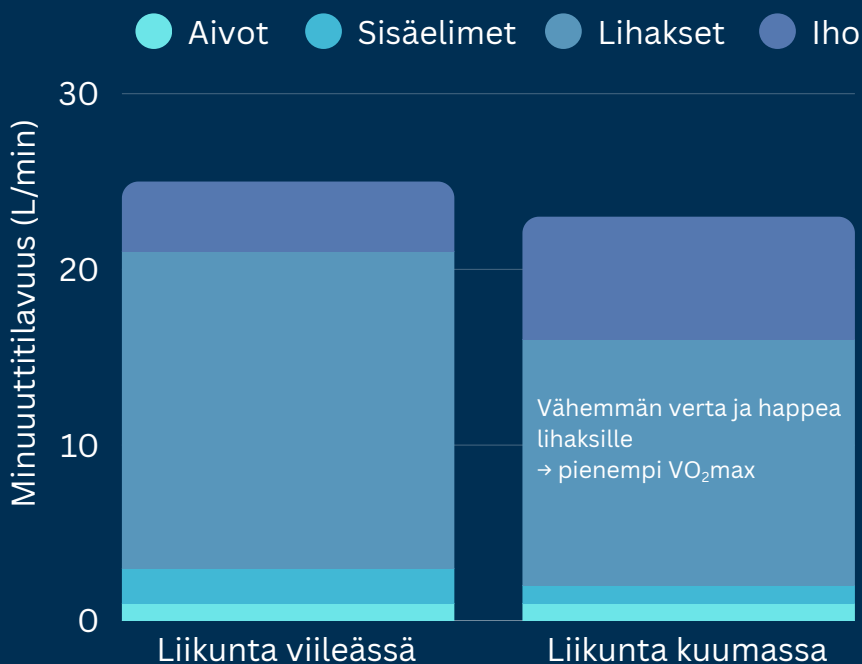 Aivot Sisäelimet Lihakset Iho
Minuuuttitilavuus (L/min)
30
20
10
0
Vähemmän verta ja happea
lihaksille
→ pienempi VO₂max
Liikunta viileässä Liikunta kuumassa